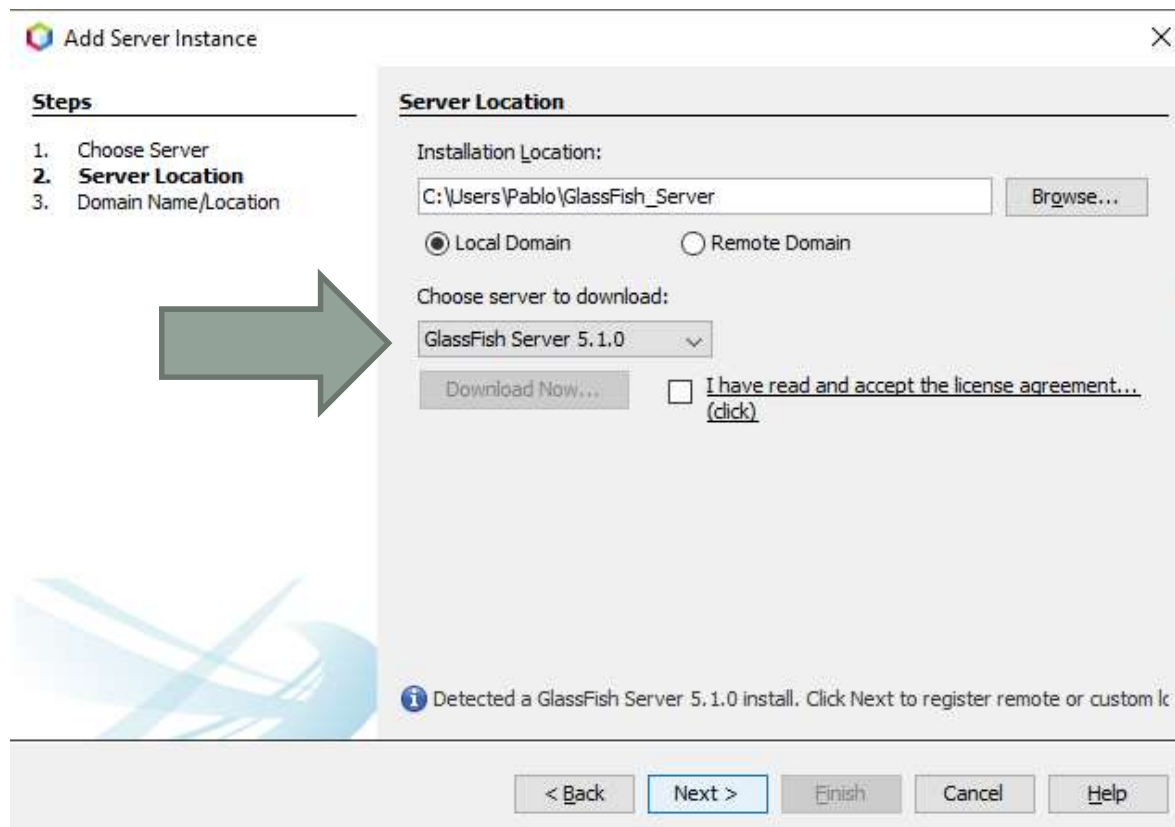 Add Server Instance
Steps
1. Choose Server
2. Server Location
3. Domain Name/Location
Server Location
Installation Location:
C:\Users\Pablo\GlassFish_Server
Browse...
Local Domain
Remote Domain
Choose server to download:
GlassFish Server 5.1.0
Download Now...
I have read and accept the license agreement...
(click)
Detected a GlassFish Server 5.1.0 install. Click Next to register remote or custom
< Back
Next >
Finish
Cancel
Help